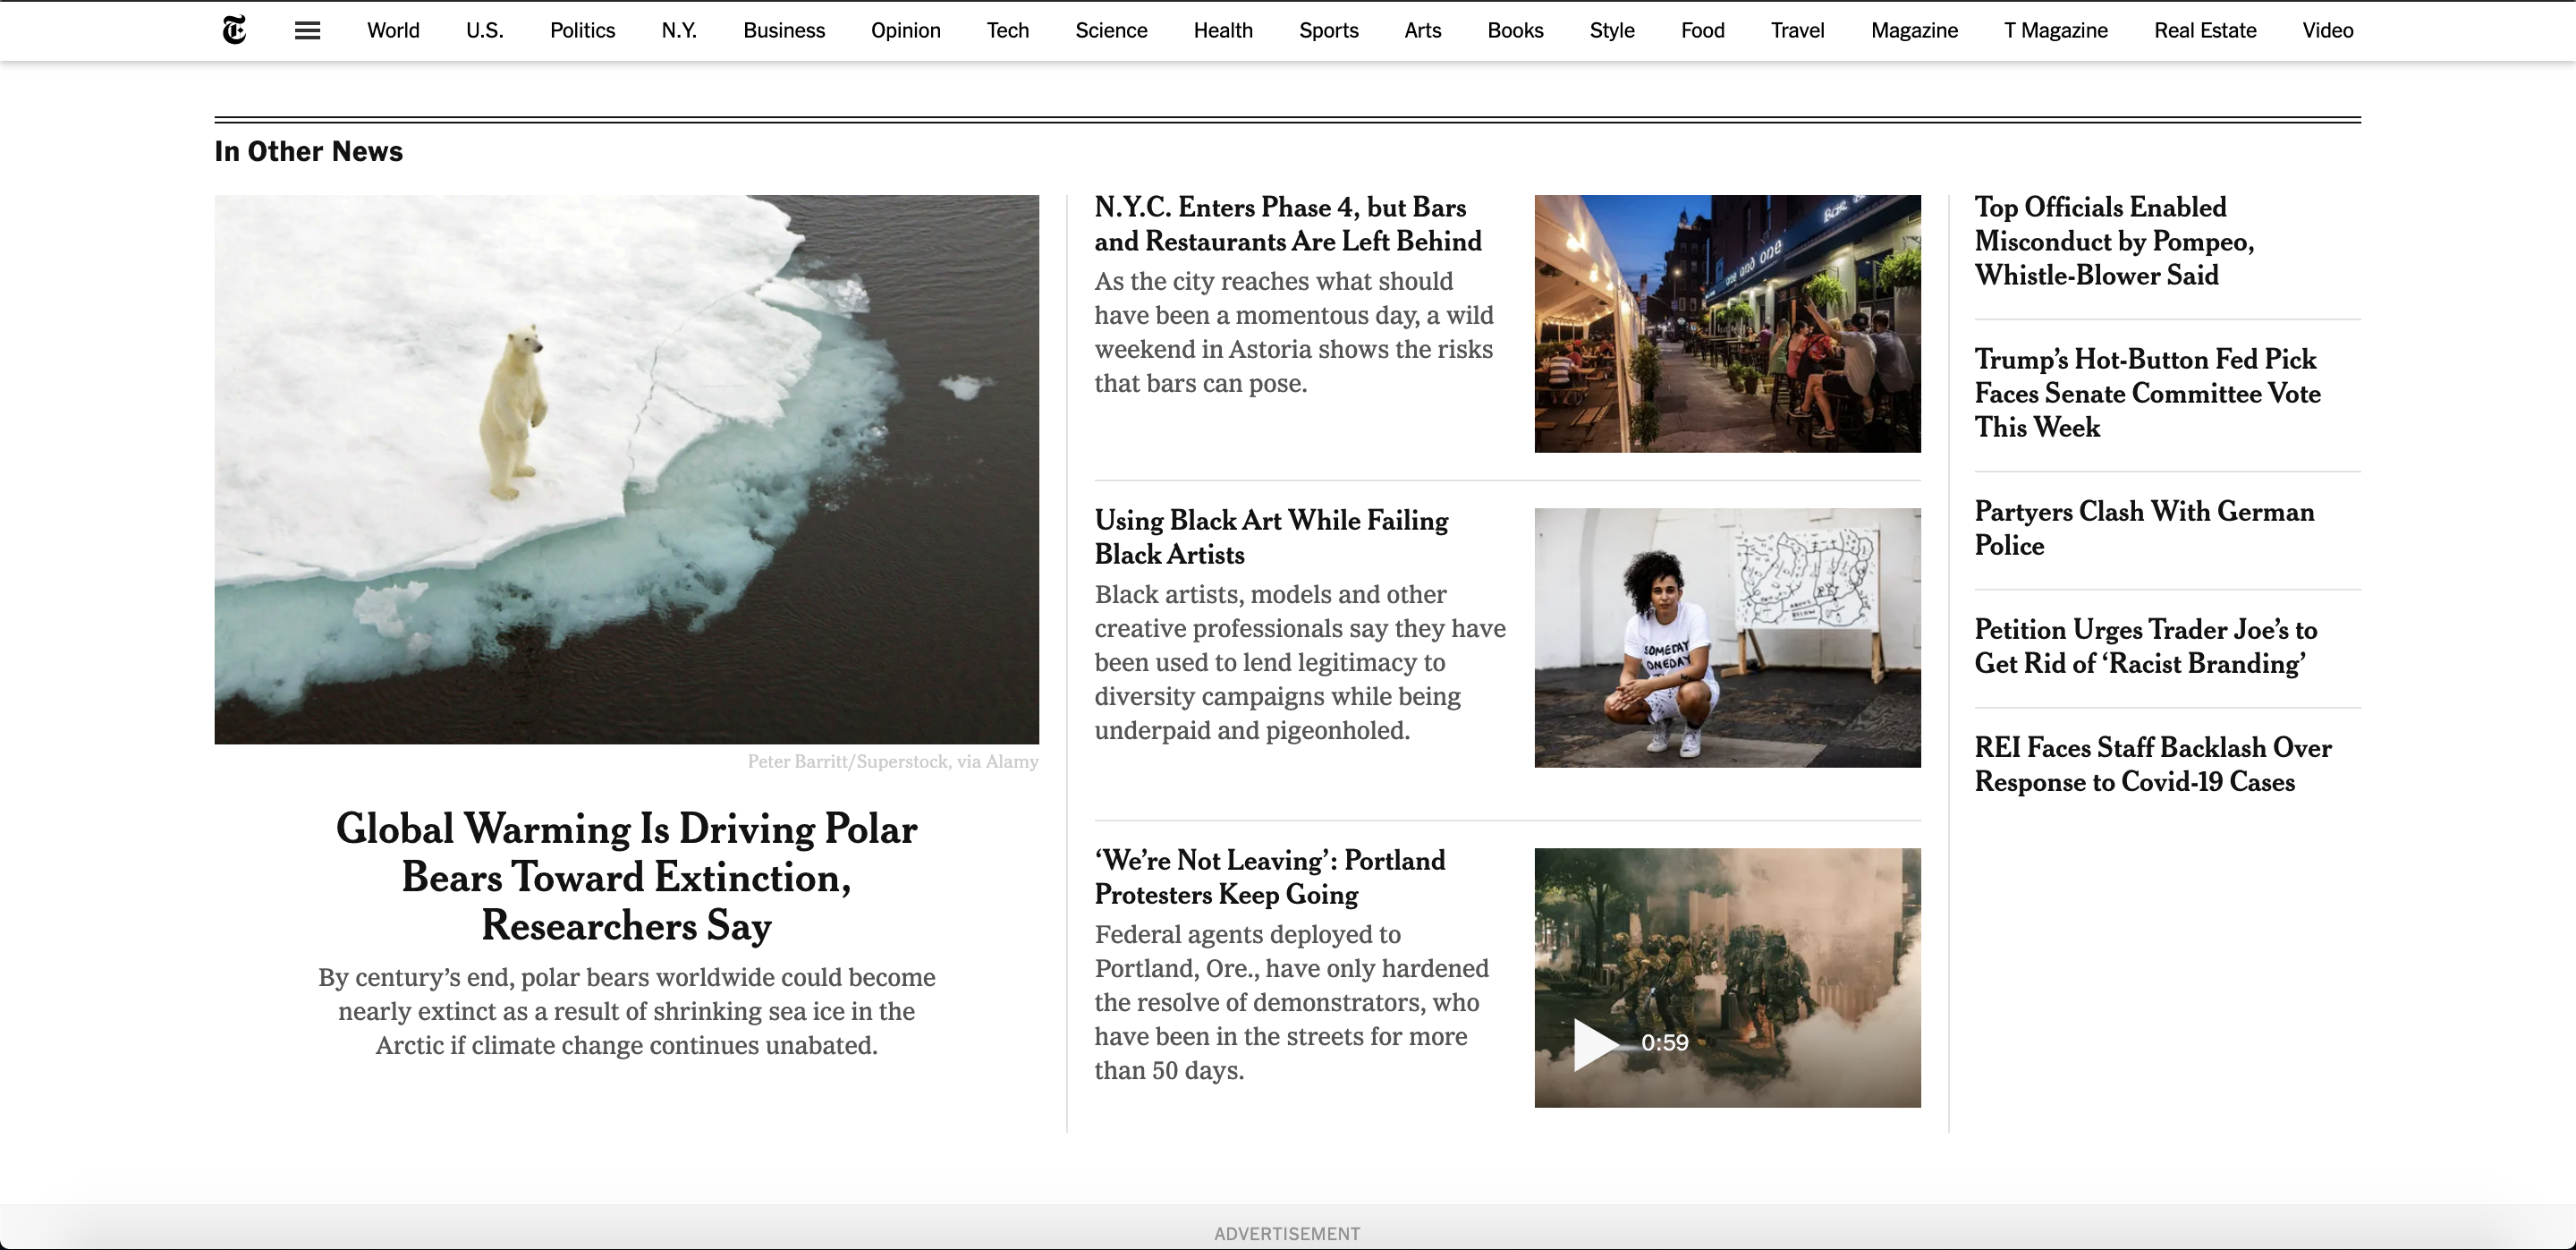 World U.S. Politics N.Y. Business Opinion Tech Science Health Sports Arts Books Style Food Travel Magazine T Magazine Real Estate Video
In Other News
Peter Barritt/Superstock, via Alamy
Global Warming Is Driving Polar
Bears Toward Extinction,
Researchers Say
By century’s end, polar bears worldwide could become
nearly extinct as a result of shrinking sea ice in the
Arctic if climate change continues unabated.
N.Y.C. Enters Phase 4, but Bars
and Restaurants Are Left Behind
As the city reaches what should
have been a momentous day, a wild
weekend in Astoria shows the risks
that bars can pose.
one and one
Using Black Art While Failing
Black Artists
Black artists, models and other
creative professionals say they have
been used to lend legitimacy to
diversity campaigns while being
underpaid and pigeonholed.
SOMEDAY
ONEDAY
‘We’re Not Leaving’: Portland
Protesters Keep Going
Federal agents deployed to
Portland, Ore., have only hardened
the resolve of demonstrators, who
have been in the streets for more
than 50 days.
0:59
Top Officials Enabled
Misconduct by Pompeo,
Whistle-Blower Said
Trump’s Hot-Button Fed Pick
Faces Senate Committee Vote
This Week
Partyers Clash With German
Police
Petition Urges Trader Joe’s to
Get Rid of ‘Racist Branding’
REI Faces Staff Backlash Over
Response to Covid-19 Cases
ADVERTISEMENT